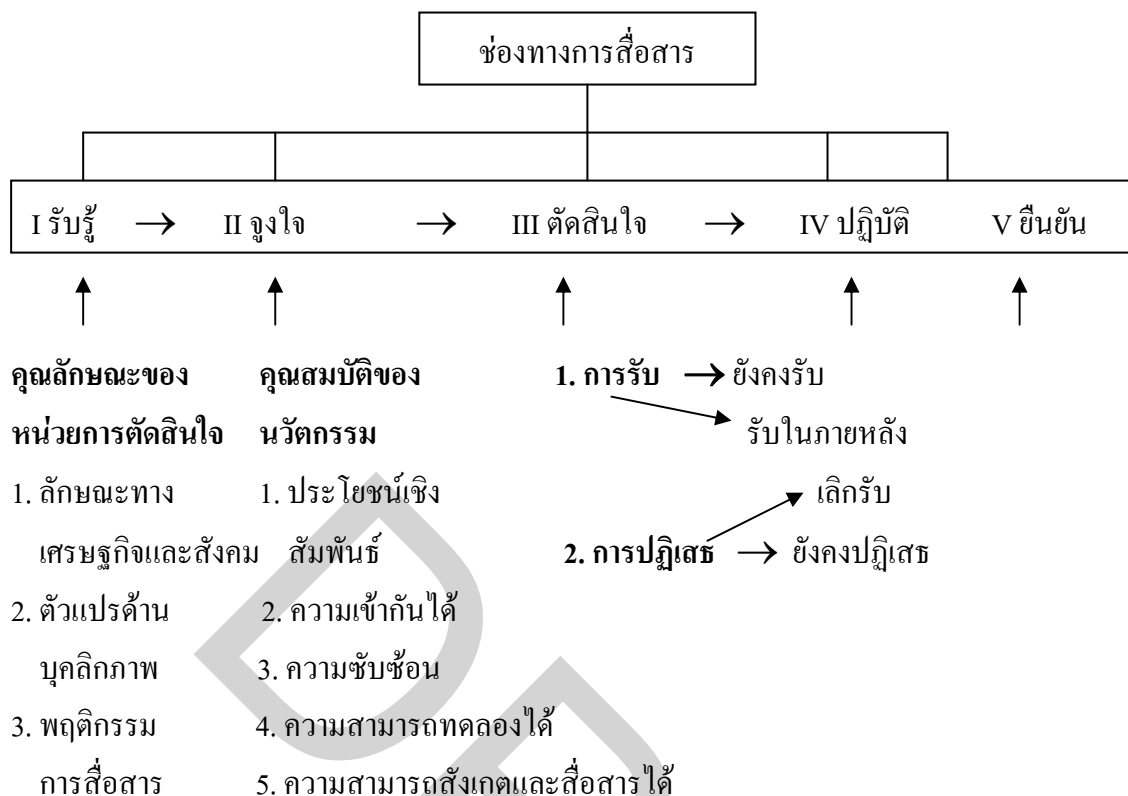 ช่องทางการสื่อสาร
I รับรู้ → II จูงใจ → III ตัดสินใจ → IV ปฏิบัติ V ยืนยัน
คุณลักษณะของ คุณสมบัติของ 1. การรับ → ยังคงรับ
หน่วยการตัดสินใจ นวัตกรรม รับในภายหลัง
1. ลักษณะทาง 1. ประโยชน์เชิง เลิกรับ
เศรษฐกิจและสังคม สัมพันธ์ 2. การปฏิเสธ → ยังคงปฏิเสธ
2. ตัวแปรด้าน 2. ความเข้ากันได้
บุคลิกภาพ 3. ความซับซ้อน
3. พฤติกรรม 4. ความสามารถทดลองได้
การสื่อสาร 5. ความสามารถสังเกตและสื่อสารได้